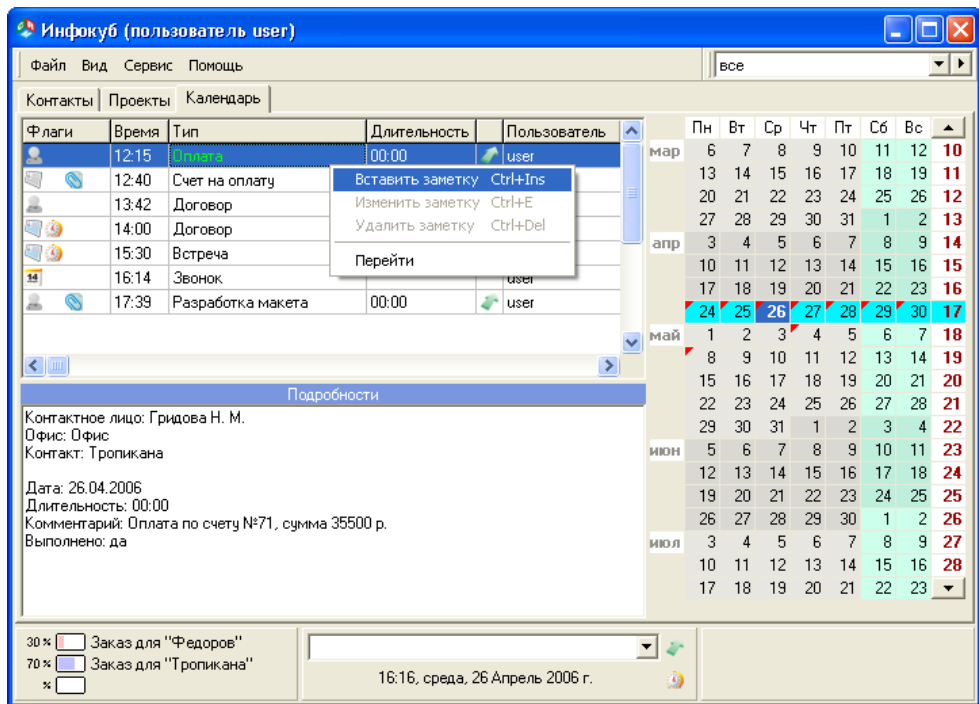 Инфокуб (пользователь user)
Файл Вид Сервис Помощь все
Контакты Проекты Календарь
Флаги Время Тип Длительность Пользователь
12:15 Оплата 00:00 user
12:40 Счет на оплату
13:42 Договор
14:00 Договор
15:30 Встреча
14 16:14 Звонок user
17:39 Разработка макета 00:00 user
Вставить заметку Ctrl+Ins
Изменить заметку Ctrl+E
Удалить заметку Ctrl+Del
Перейти
Пн Вт Ср Чт Пт Сб Вс
мар 6 7 8 9 10 11 12 10
13 14 15 16 17 18 19 11
20 21 22 23 24 25 26 12
27 28 29 30 31 1 2 13
апр 3 4 5 6 7 8 9 14
10 11 12 13 14 15 16 15
17 18 19 20 21 22 23 16
24 25 26 27 28 29 30 17
май 1 2 3 4 5 6 7 18
8 9 10 11 12 13 14 19
15 16 17 18 19 20 21 20
22 23 24 25 26 27 28 21
29 30 31 1 2 3 4 22
июн 5 6 7 8 9 10 11 23
12 13 14 15 16 17 18 24
19 20 21 22 23 24 25 25
26 27 28 29 30 1 2 26
июл 3 4 5 6 7 8 9 27
10 11 12 13 14 15 16 28
17 18 19 20 21 22 23
Подробности
Контактное лицо: Гридова Н. М.
Офис: Офис
Контакт: Тропикана
Дата: 26.04.2006
Длительность: 00:00
Комментарий: Оплата по счету №71, сумма 35500 р.
Выполнено: да
30 % Заказ для "Федоров"
70 % Заказ для "Тропикана"
%
16:16, среда, 26 Апрель 2006 г.